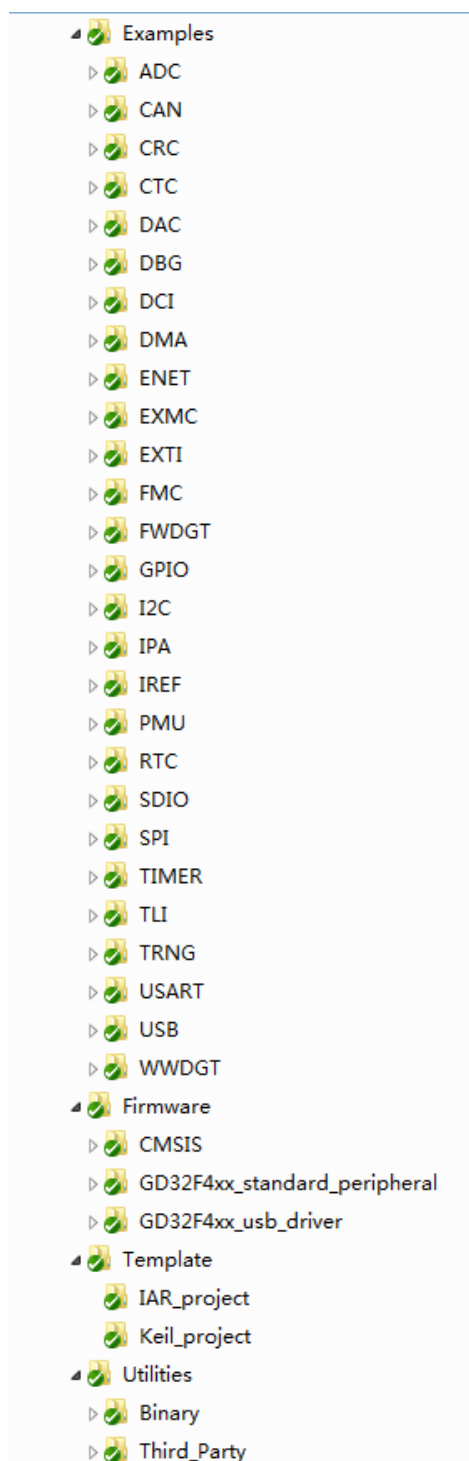 Examples
ADC
CAN
CRC
CTC
DAC
DBG
DCI
DMA
ENET
EXMC
EXTI
FMC
FWDGT
GPIO
I2C
IPA
IREF
PMU
RTC
SDIO
SPI
TIMER
TLI
TRNG
USART
USB
WWDGT
Firmware
CMSIS
GD32F4xx_standard_peripheral
GD32F4xx_usb_driver
Template
IAR_project
Keil_project
Utilities
Binary
Third_Party